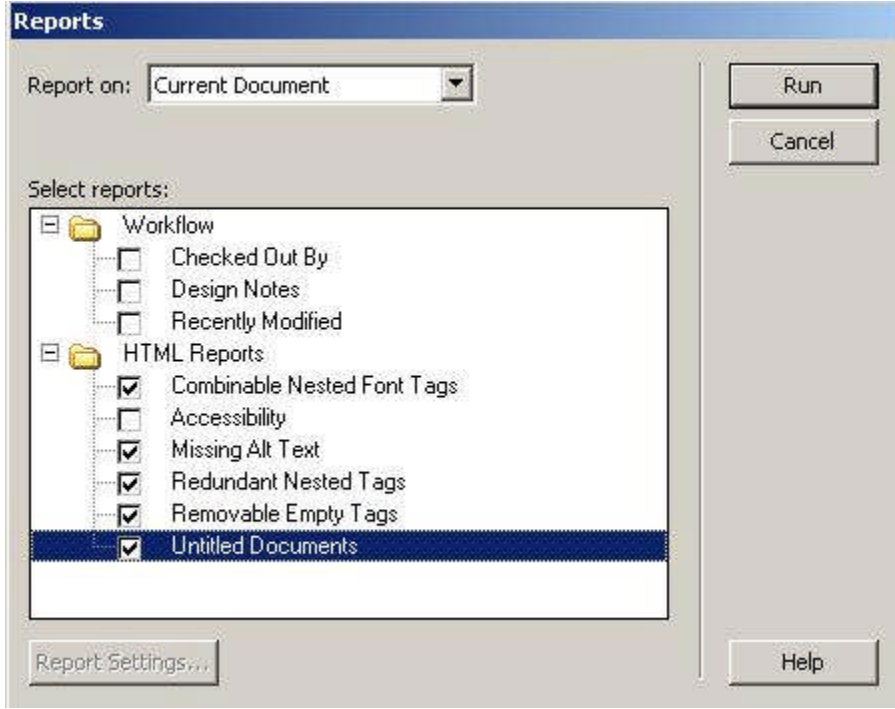 Reports
Report on: Current Document
Run
Cancel
Select reports:
Workflow
Checked Out By
Design Notes
Recently Modified
HTML Reports
Combinable Nested Font Tags
Accessibility
Missing Alt Text
Redundant Nested Tags
Removable Empty Tags
Untitled Documents
Report Settings...
Help